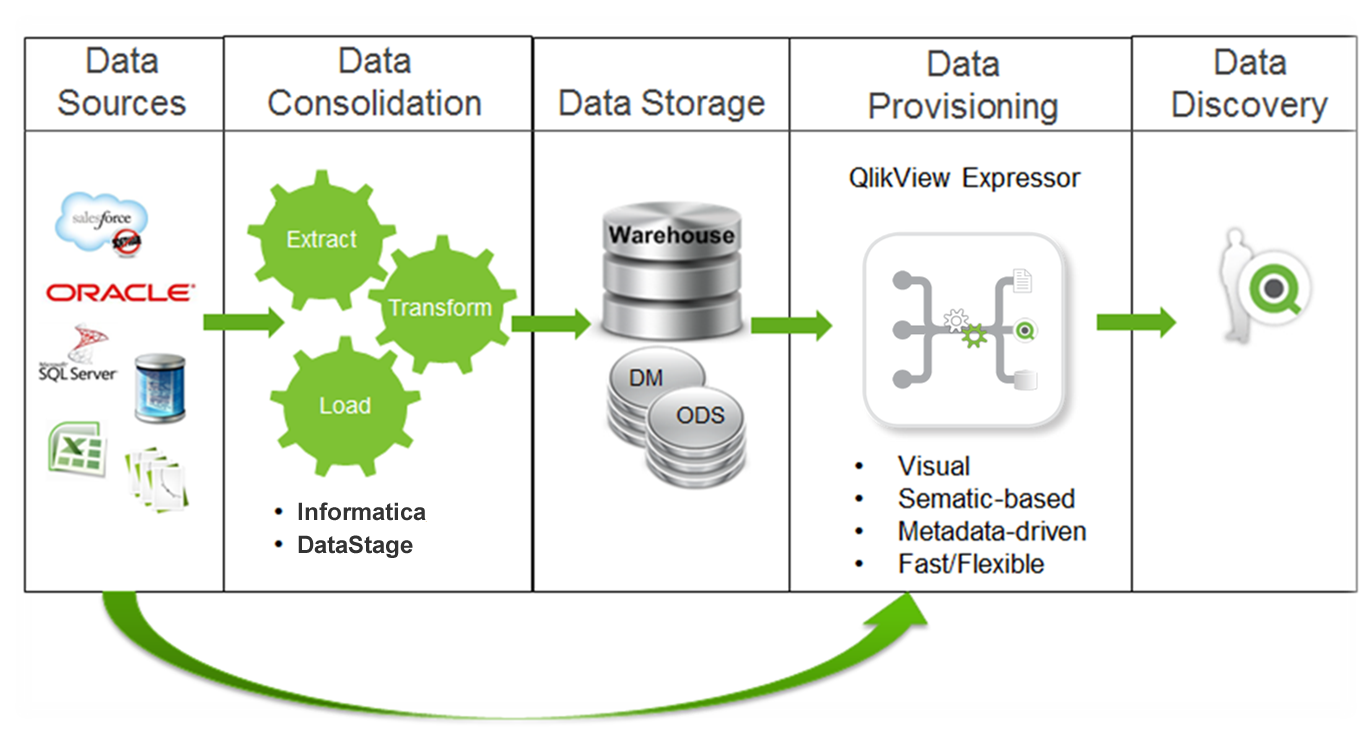 Data
Sources
Data
Consolidation
Data Storage
Data
Provisioning
Data
Discovery
salesforce
ORACLE
Microsoft
SQL Server
Extract
Transform
Load
• Informatica
• DataStage
Warehouse
DM
ODS
QlikView Expressor
• Visual
• Sematic-based
• Metadata-driven
• Fast/Flexible